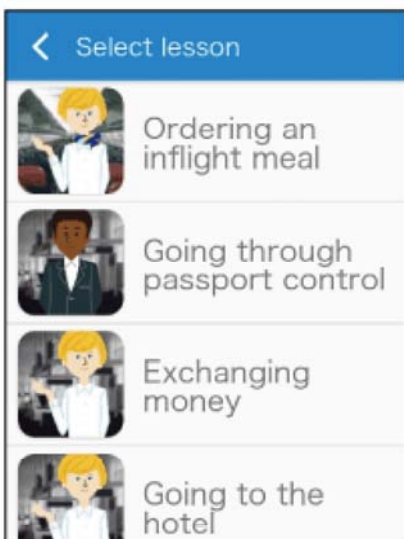 Select lesson
Ordering an
inflight meal
Going through
passport control
Exchanging
money
Going to the
hotel